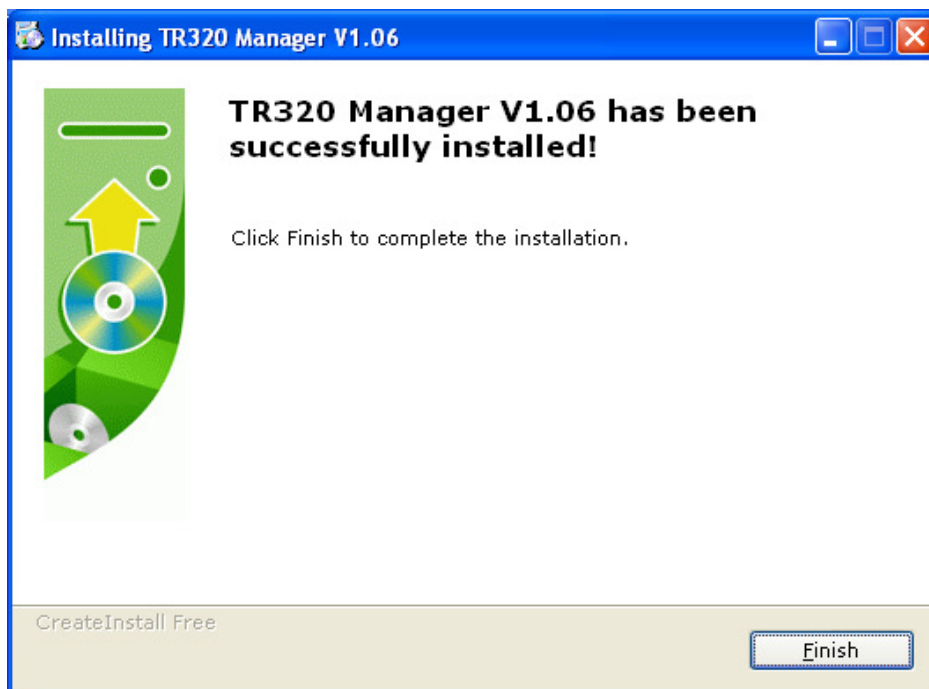 Installing TR320 Manager V1.06
TR320 Manager V1.06 has been
successfully installed!
Click Finish to complete the installation.
CreateInstall Free
Finish